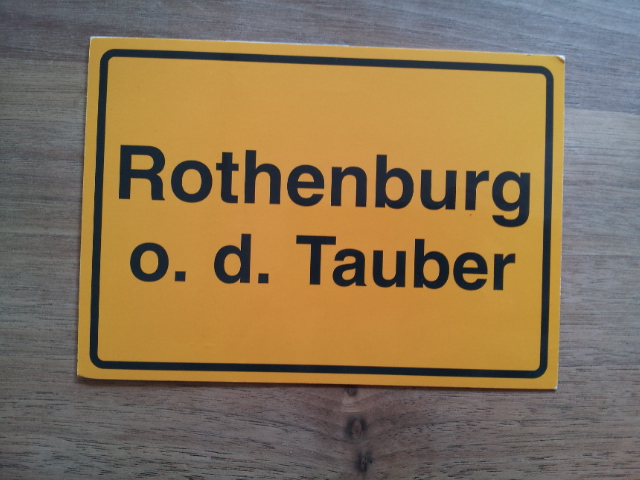 Rothenburg
o. d. Tauber